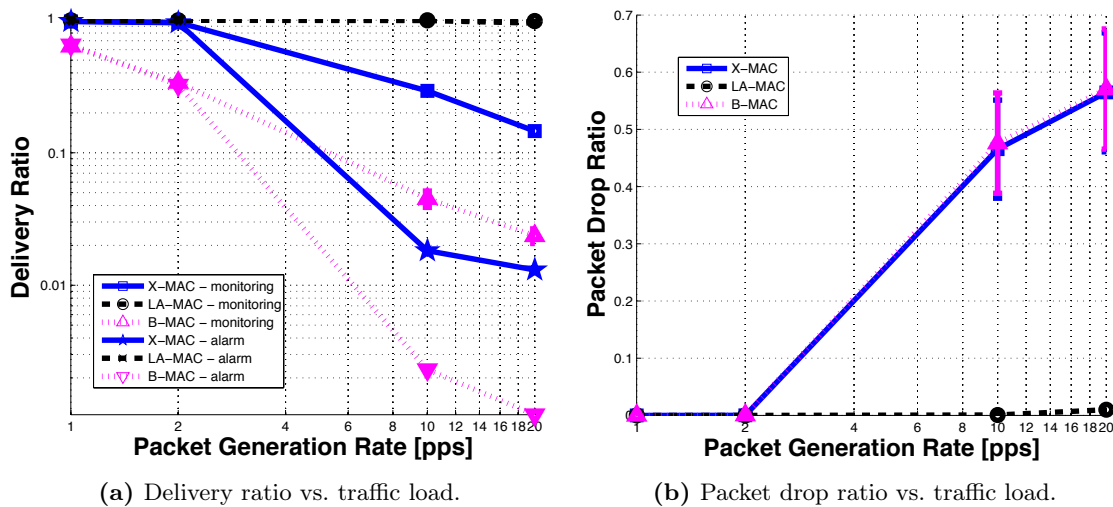 1
0.1
0.01
Delivery Ratio
X−MAC − monitoring
LA−MAC − monitoring
B−MAC − monitoring
X−MAC − alarm
LA−MAC − alarm
B−MAC − alarm
1 2 4 6 8 10 12 14 16 18 20
Packet Generation Rate [pps]
(a) Delivery ratio vs. traffic load.
0.7
0.6
0.5
0.4
0.3
0.2
0.1
0
Packet Drop Ratio
X−MAC
LA−MAC
B−MAC
1 2 4 6 8 10 12 14 16 18 20
Packet Generation Rate [pps]
(b) Packet drop ratio vs. traffic load.